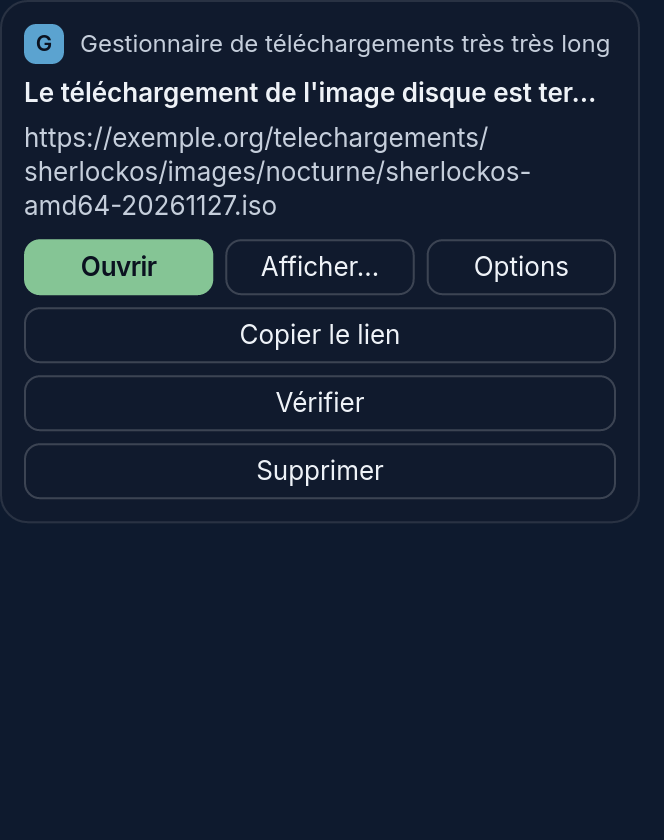 G
Gestionnaire de téléchargements très très long
Le téléchargement de l'image disque est ter…
https://exemple.org/telechargements/
sherlockos/images/nocturne/sherlockos-
amd64-20261127.iso
Ouvrir
Afficher…
Options
Copier le lien
Vérifier
Supprimer